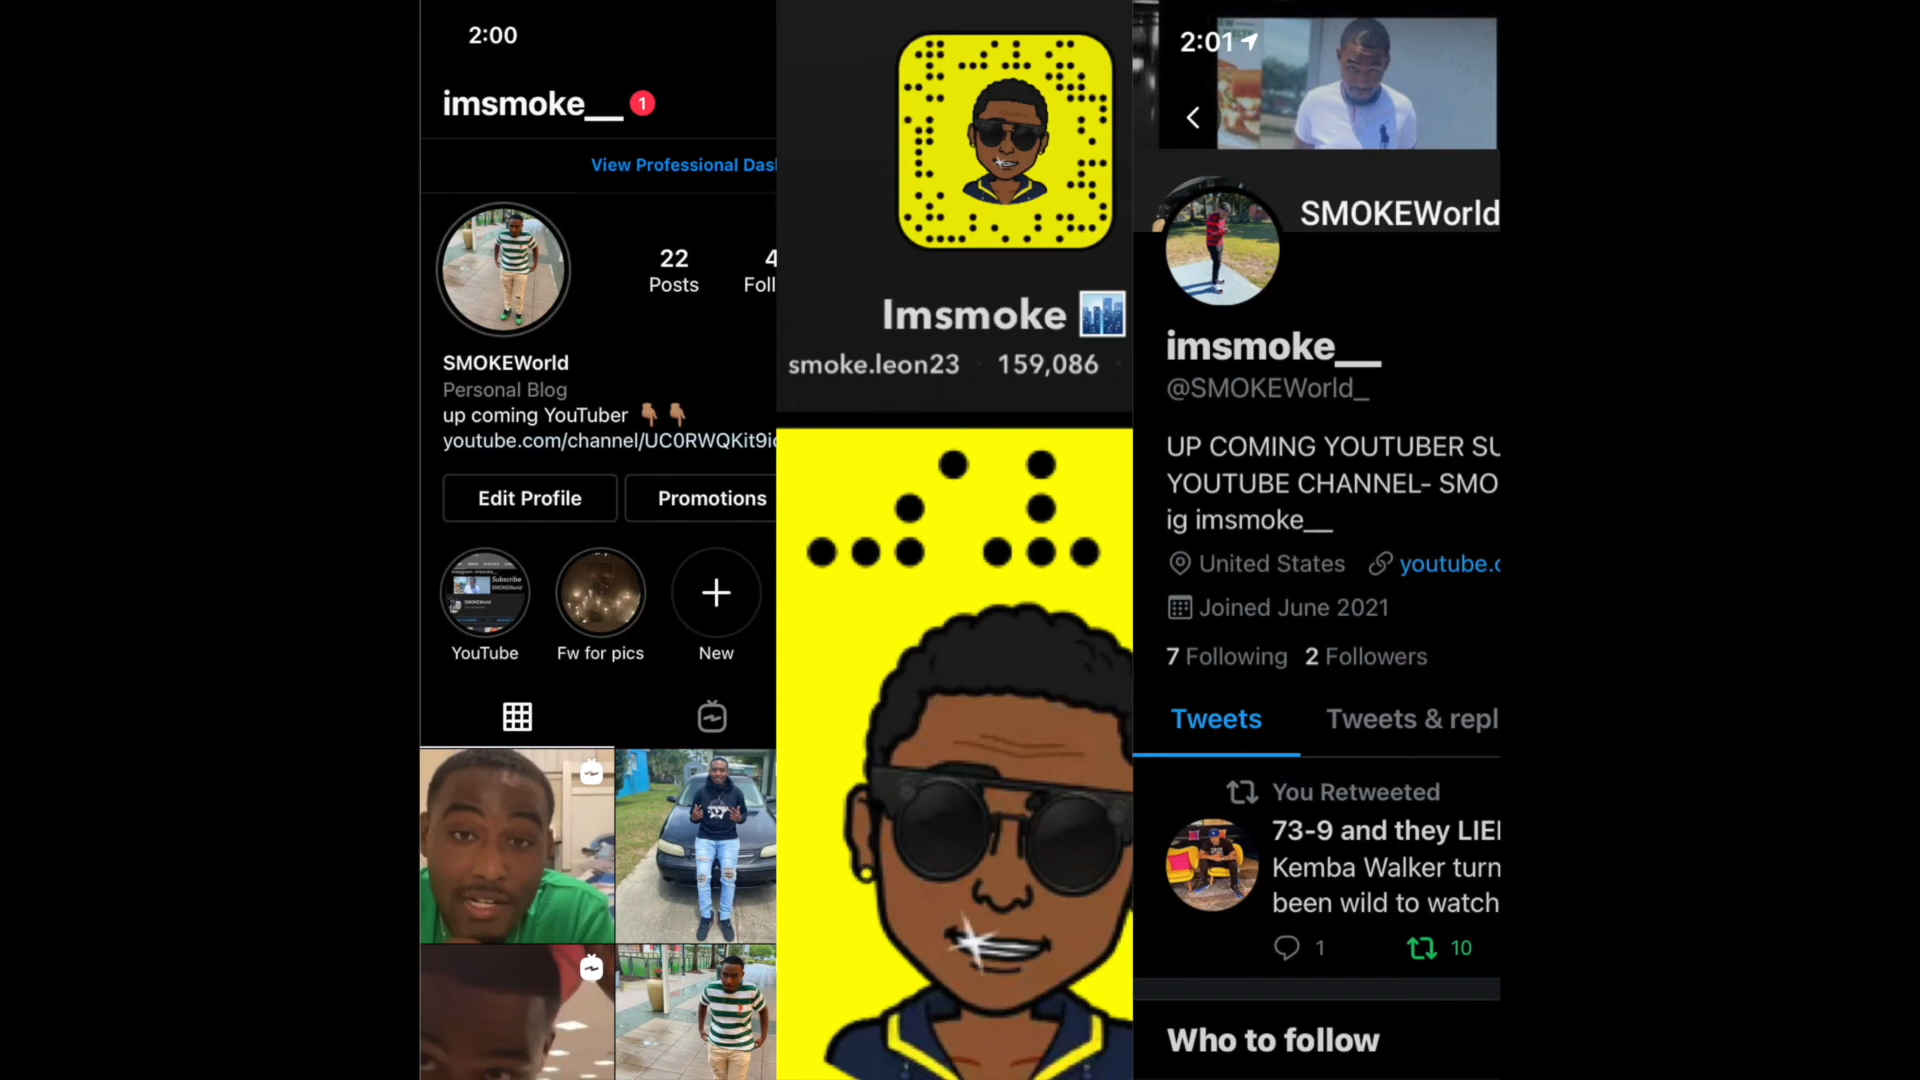 2:00
imsmoke__ 1
View Professional Das
22
Posts
4
Foll
SMOKEWorld
Personal Blog
up coming YouTuber 👇🏽👇🏽
youtube.com/channel/UC0RWQKit9i
Edit Profile
Promotions
YouTube
Fw for pics
New
Imsmoke 🏙️
smoke.leon23
159,086
2:01
SMOKEWorld
imsmoke__
@SMOKEWorld_
UP COMING YOUTUBER SU
YOUTUBE CHANNEL- SMO
ig imsmoke__
United States
youtube.c
Joined June 2021
7 Following 2 Followers
Tweets
Tweets & repl
You Retweeted
73-9 and they LIE
Kemba Walker turn
been wild to watch
1
10
Who to follow